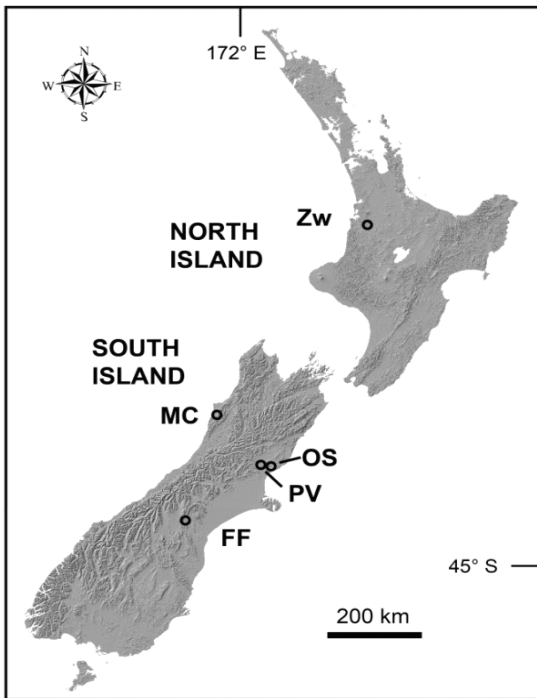 172° E
N
W E
S
Zw
NORTH
ISLAND
SOUTH
ISLAND
MC
OS
PV
FF
45° S
200 km